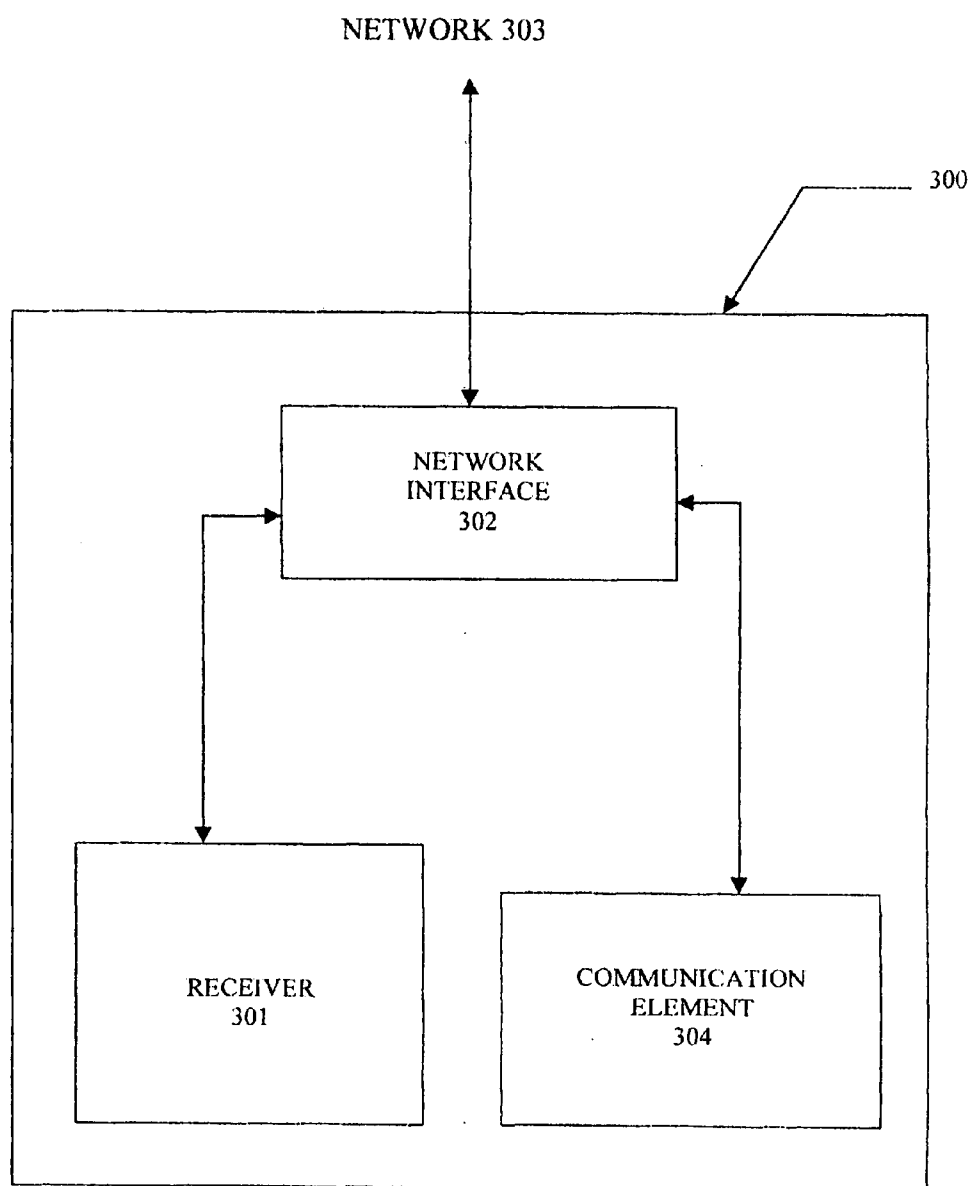 NETWORK 303
300
NETWORK
INTERFACE
302
RECEIVER
301
COMMUNICATION
ELEMENT
304